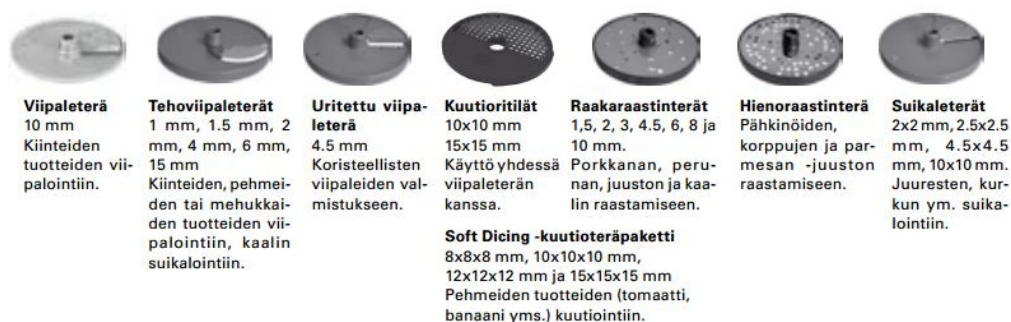 Viipaleterä
10 mm
Kiinteiden
tuotteiden vii-
palointiin.
Tehoviipaleterät
1 mm, 1.5 mm, 2
mm, 4 mm, 6 mm,
15 mm
Kiinteiden, pehmei-
den tai mehukkai-
den tuotteiden vii-
palointiin, kaalin
suikalointiin.
Uritettu viipa-
leterä
4.5 mm
Koristeellisten
viipaleiden val-
mistukseen.
Kuutioritilät
10x10 mm
15x15 mm
Käyttö yhdessä
viipaleterän
kanssa.
Soft Dicing -kuutioteräpaketti
8x8x8 mm, 10x10x10 mm,
12x12x12 mm ja 15x15x15 mm
Pehmeiden tuotteiden (tomaatti,
banaani yms.) kuutiointiin.
Raakaraastinterät
1,5, 2, 3, 4.5, 6, 8 ja
10 mm.
Porkkanan, peru-
nan, juuston ja kaa-
lin raastamiseen.
Hienoraastinterä
Pähkinöiden,
korppujen ja par-
mesan -juuston
raastamiseen.
Suikaleterät
2x2 mm, 2.5x2.5
mm, 4.5x4.5
mm, 10x10 mm.
Juuresten, kur-
kun ym. suika-
lointiin.